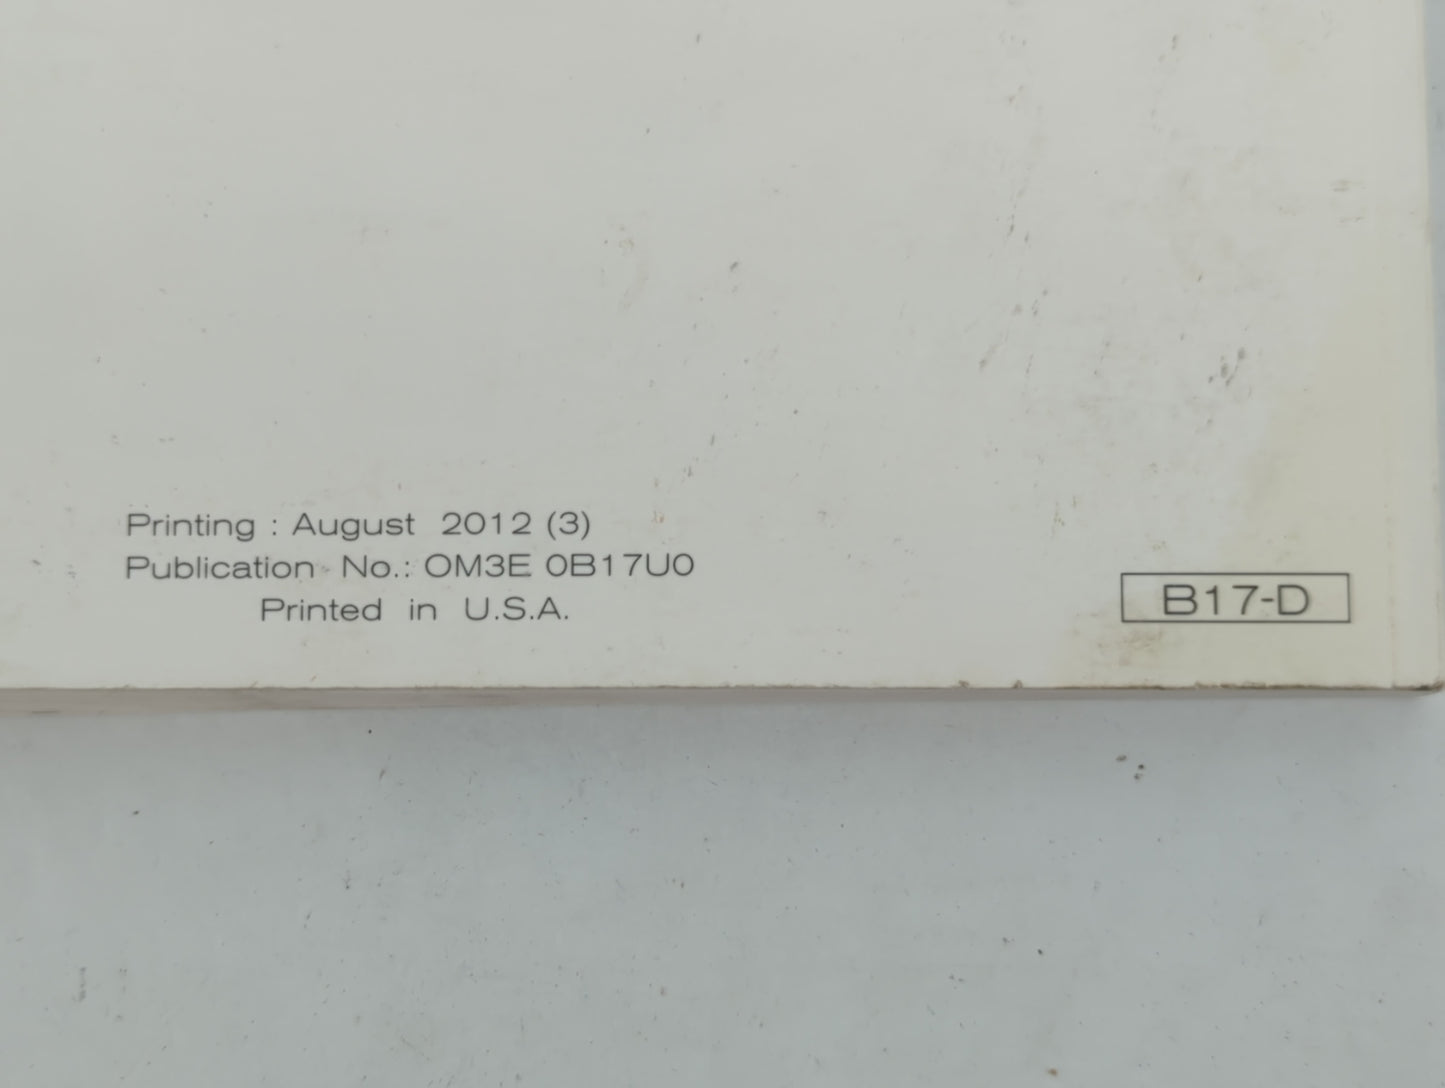 Printing : August 2012 (3)
Publication No.: OM3E 0B17U0
Printed in U.S.A.
B17-D